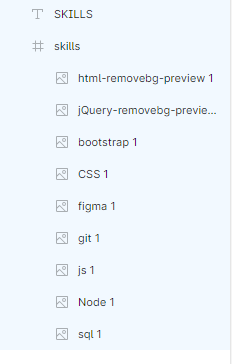 SKILLS
skills
html-removebg-preview 1
jQuery-removebg-previe...
bootstrap 1
CSS 1
figma 1
git 1
js 1
Node 1
sql 1